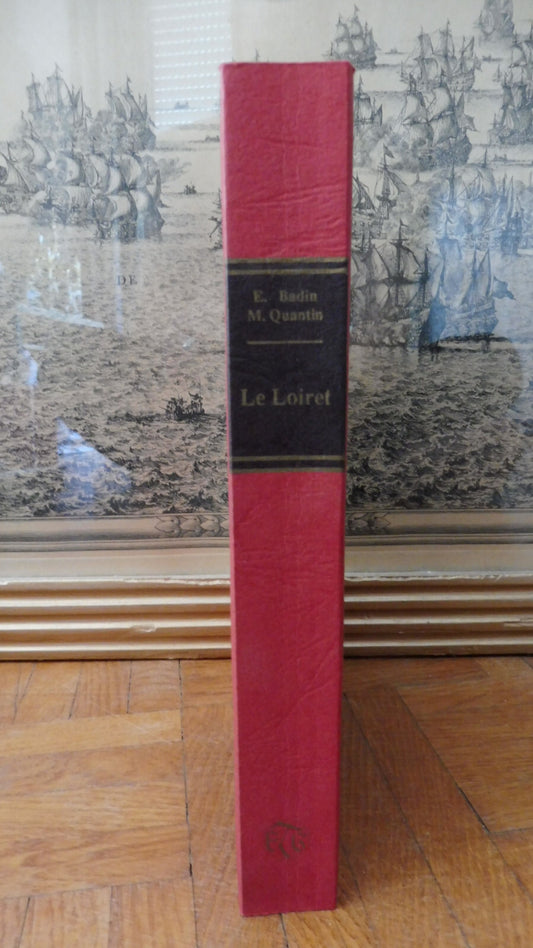 DE
E. Badin
M. Quantin
Le Loiret